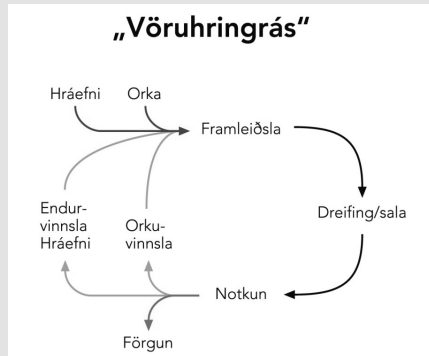 „Vöruhringrás“
Hráefni
Orka
Framleiðsla
Dreifing/sala
Endur-
vinnsla
Hráefni
Orku-
vinnsla
Notkun
Förgun